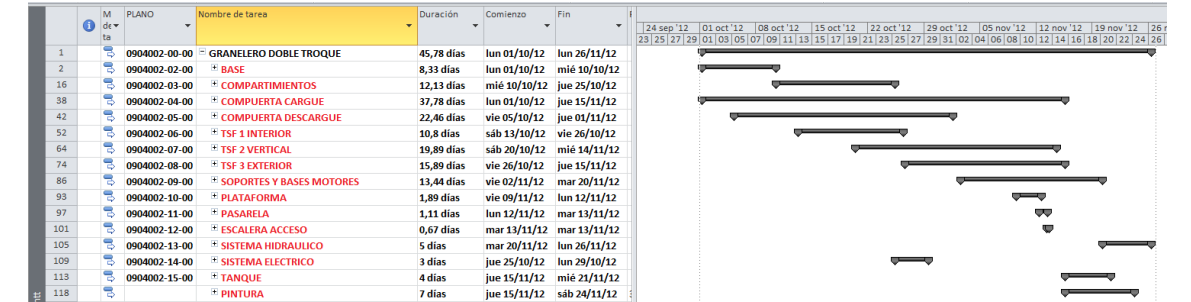 M de ta PLANO Nombre de tarea Duración Comienzo Fin
24 sep '12 01 oct '12 08 oct '12 15 oct '12 22 oct '12 29 oct '12 05 nov '12 12 nov '12 19 nov '12 26 n
23 25 27 29 01 03 05 07 09 11 13 15 17 19 21 23 25 27 29 31 02 04 06 08 10 12 14 16 18 20 22 24 26
1 0904002-00-00 GRANELERO DOBLE TROQUE 45,78 días lun 01/10/12 lun 26/11/12
2 0904002-02-00 BASE 8,33 días lun 01/10/12 mié 10/10/12
16 0904002-03-00 COMPARTIMIENTOS 12,13 días mié 10/10/12 jue 25/10/12
38 0904002-04-00 COMPUERTA CARGUE 37,78 días lun 01/10/12 jue 15/11/12
42 0904002-05-00 COMPUERTA DESCARGUE 22,46 días vie 05/10/12 jue 01/11/12
52 0904002-06-00 TSF 1 INTERIOR 10,8 días sáb 13/10/12 vie 26/10/12
64 0904002-07-00 TSF 2 VERTICAL 19,89 días sáb 20/10/12 mié 14/11/12
74 0904002-08-00 TSF 3 EXTERIOR 15,89 días vie 26/10/12 jue 15/11/12
86 0904002-09-00 SOPORTES Y BASES MOTORES 13,44 días vie 02/11/12 mar 20/11/12
93 0904002-10-00 PLATAFORMA 1,89 días vie 09/11/12 lun 12/11/12
97 0904002-11-00 PASARELA 1,11 días lun 12/11/12 mar 13/11/12
101 0904002-12-00 ESCALERA ACCESO 0,67 días mar 13/11/12 mar 13/11/12
105 0904002-13-00 SISTEMA HIDRAULICO 5 días mar 20/11/12 lun 26/11/12
109 0904002-14-00 SISTEMA ELECTRICO 3 días jue 25/10/12 lun 29/10/12
113 0904002-15-00 TANQUE 4 días jue 15/11/12 mié 21/11/12
118 PINTURA 7 días jue 15/11/12 sáb 24/11/12